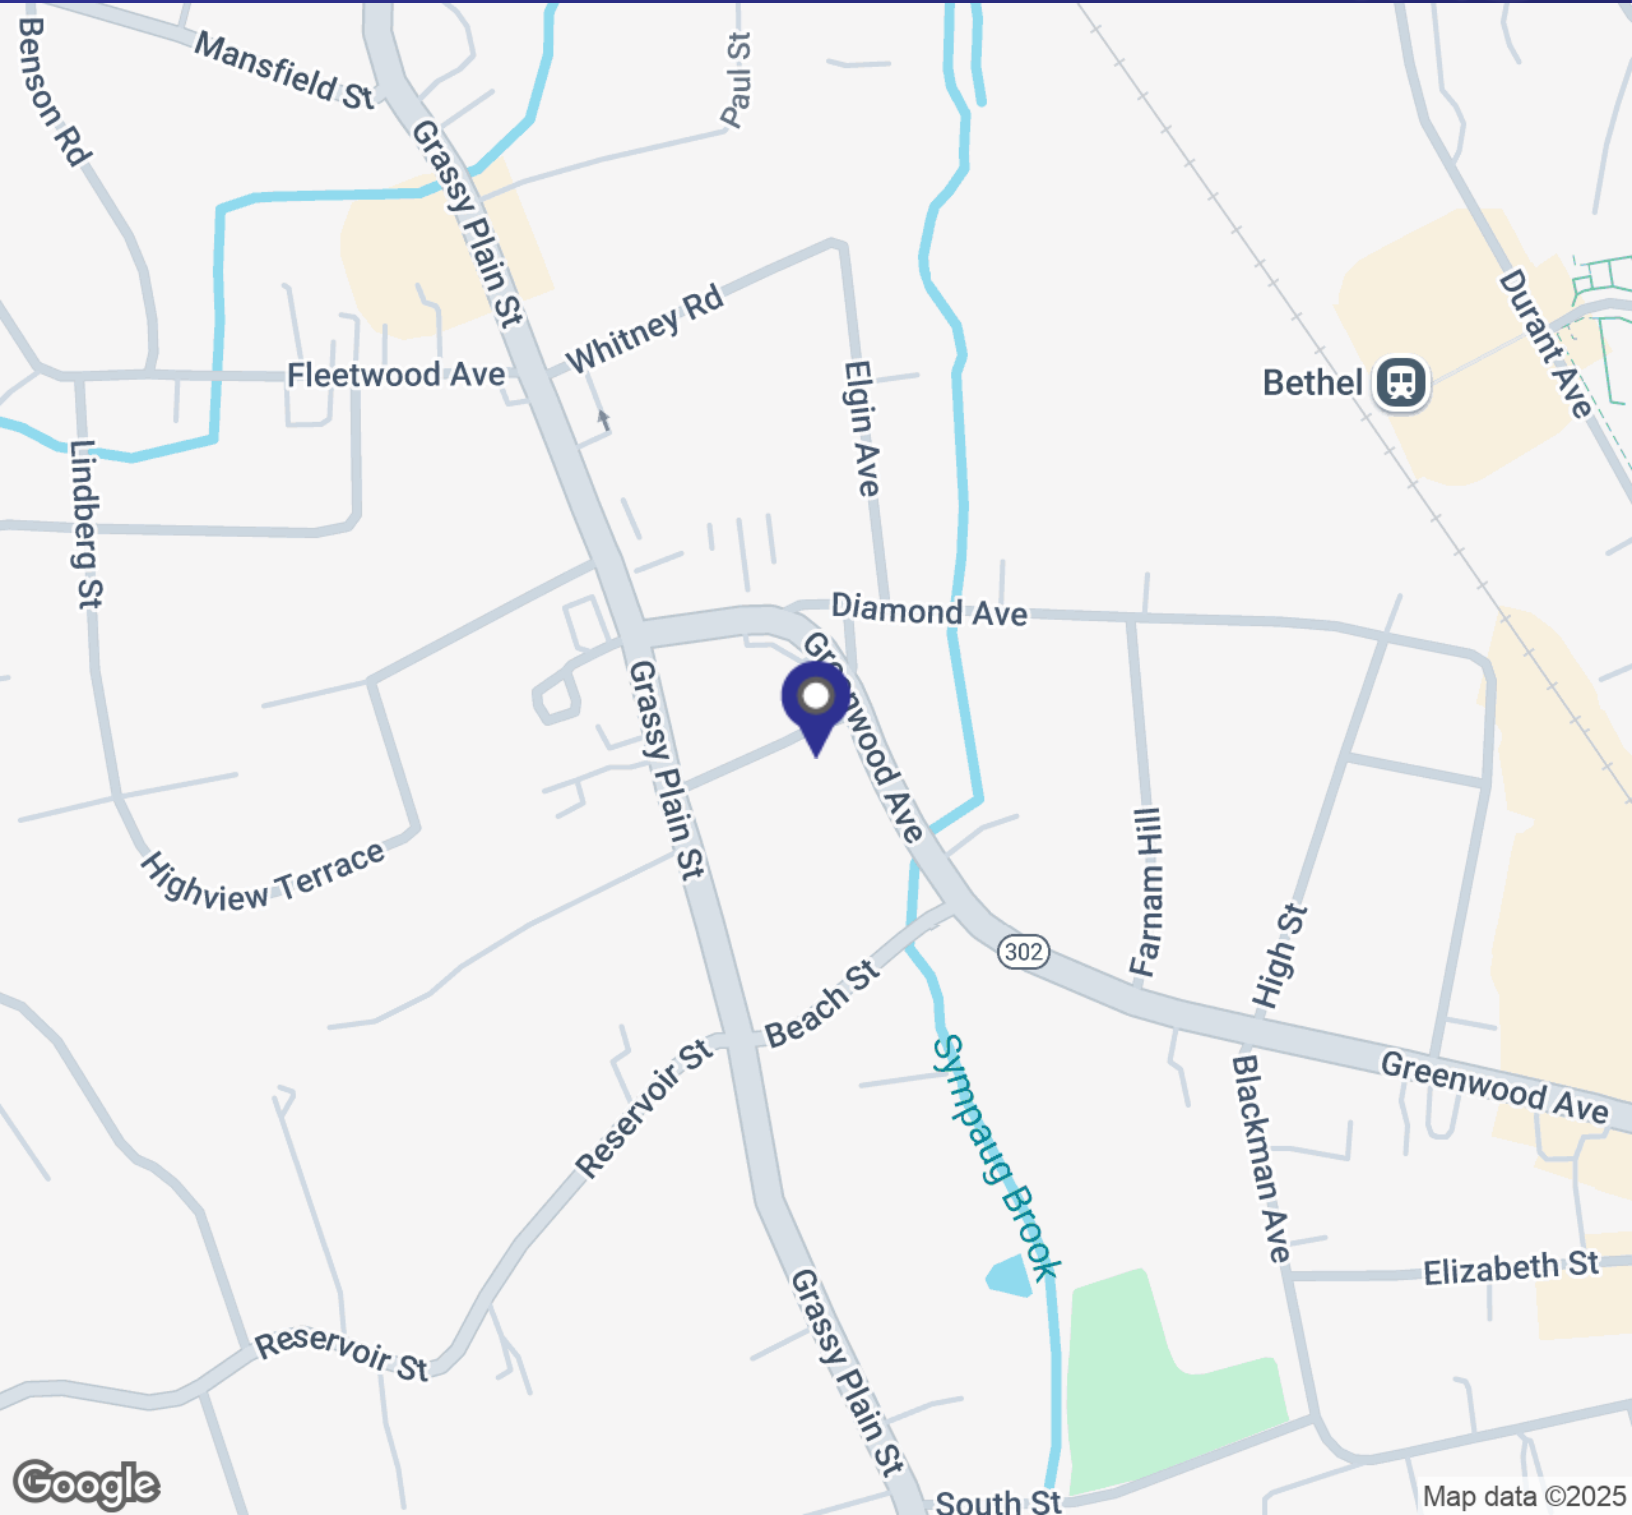 Benson Rd
Mansfield St
Paul St
Grassy Plain St
Whitney Rd
Fleetwood Ave
Elgin Ave
Durant Ave
Bethel
Lindberg St
Diamond Ave
Greenwood Ave
Grassy Plain St
Highview Terrace
Farnam Hill
High St
302
Beach St
Reservoir St
Sympaug Brook
Blackman Ave
Greenwood Ave
Elizabeth St
Reservoir St
Grassy Plain St
South St
Google
Map data ©2025